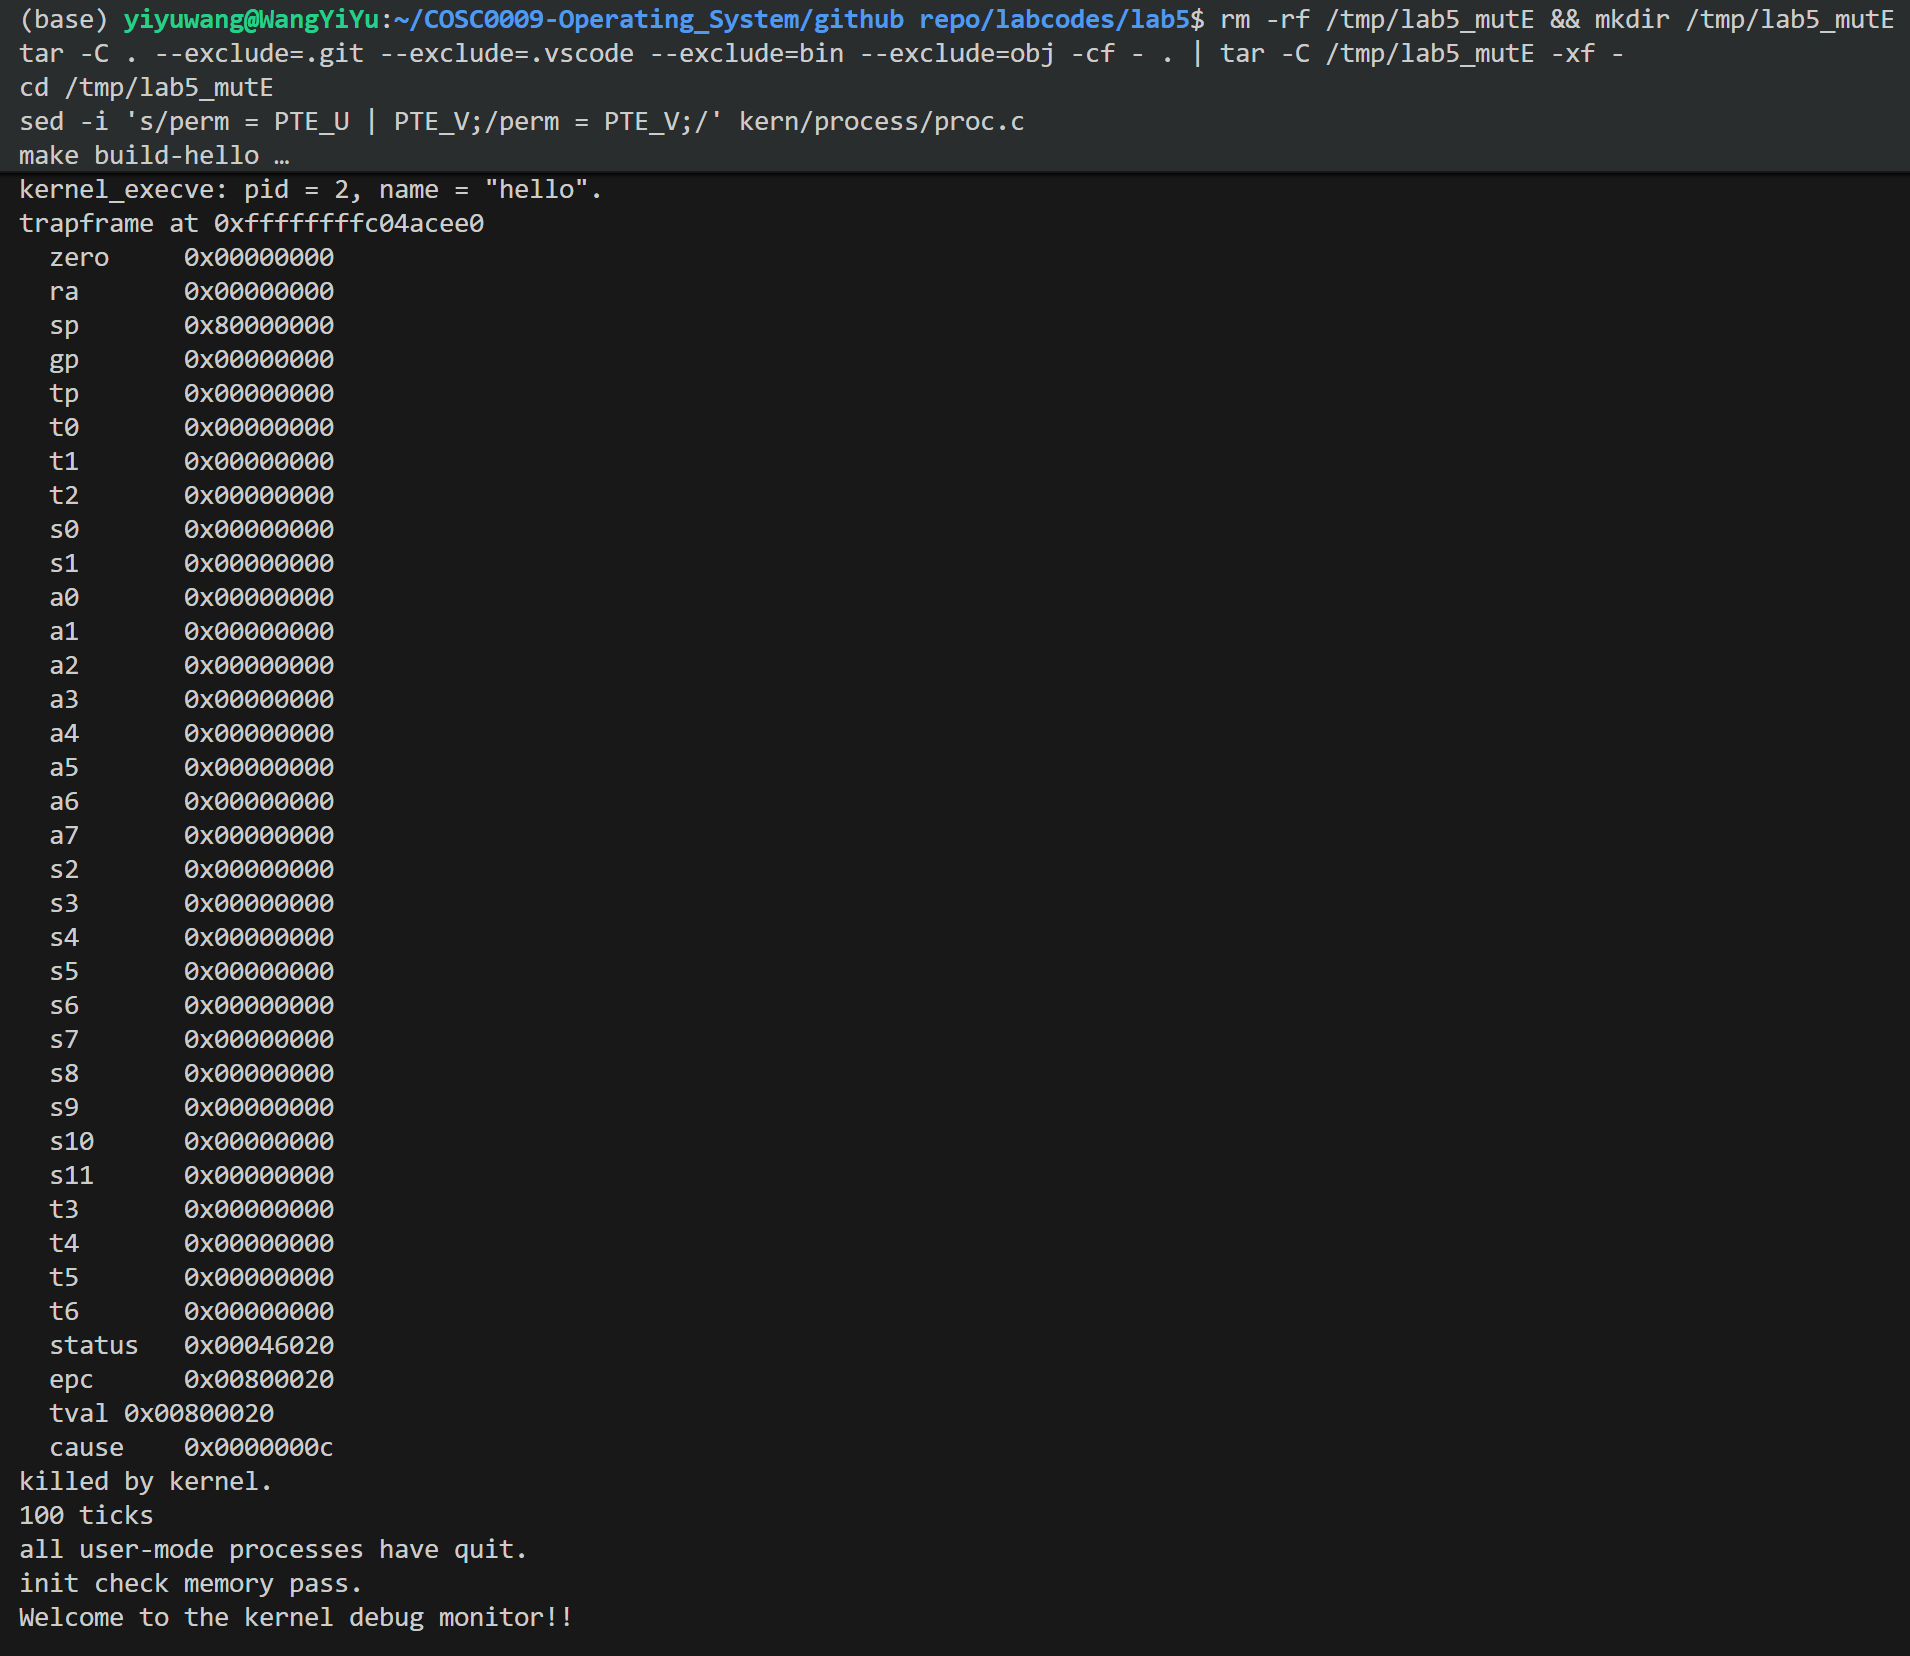 (base) yiyuwang@WangYiYu:~/COSC0009-Operating_System/github repo/labcodes/lab5$ rm -rf /tmp/lab5_mutE && mkdir /tmp/lab5_mutE
tar -C . --exclude=.git --exclude=.vscode --exclude=bin --exclude=obj -cf - . | tar -C /tmp/lab5_mutE -xf -
cd /tmp/lab5_mutE
sed -i 's/perm = PTE_U | PTE_V;/perm = PTE_V;/' kern/process/proc.c
make build-hello …
kernel_execve: pid = 2, name = "hello".
trapframe at 0xffffffffc04acee0
  zero     0x00000000
  ra       0x00000000
  sp       0x80000000
  gp       0x00000000
  tp       0x00000000
  t0       0x00000000
  t1       0x00000000
  t2       0x00000000
  s0       0x00000000
  s1       0x00000000
  a0       0x00000000
  a1       0x00000000
  a2       0x00000000
  a3       0x00000000
  a4       0x00000000
  a5       0x00000000
  a6       0x00000000
  a7       0x00000000
  s2       0x00000000
  s3       0x00000000
  s4       0x00000000
  s5       0x00000000
  s6       0x00000000
  s7       0x00000000
  s8       0x00000000
  s9       0x00000000
  s10      0x00000000
  s11      0x00000000
  t3       0x00000000
  t4       0x00000000
  t5       0x00000000
  t6       0x00000000
  status   0x00046020
  epc      0x00800020
  tval 0x00800020
  cause    0x0000000c
killed by kernel.
100 ticks
all user-mode processes have quit.
init check memory pass.
Welcome to the kernel debug monitor!!